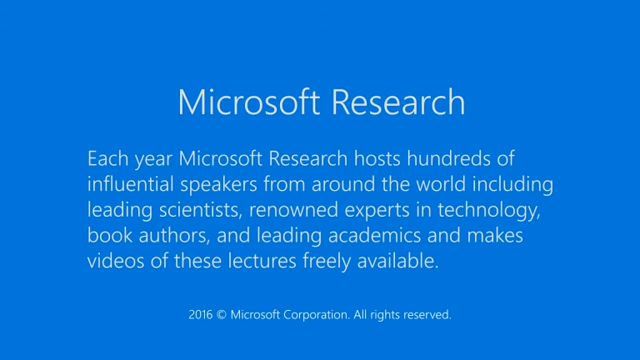 Microsoft Research
Each year Microsoft Research hosts hundreds of
influential speakers from around the world including
leading scientists, renowned experts in technology,
book authors, and leading academics and makes
videos of these lectures freely available.
2016 © Microsoft Corporation. All rights reserved.